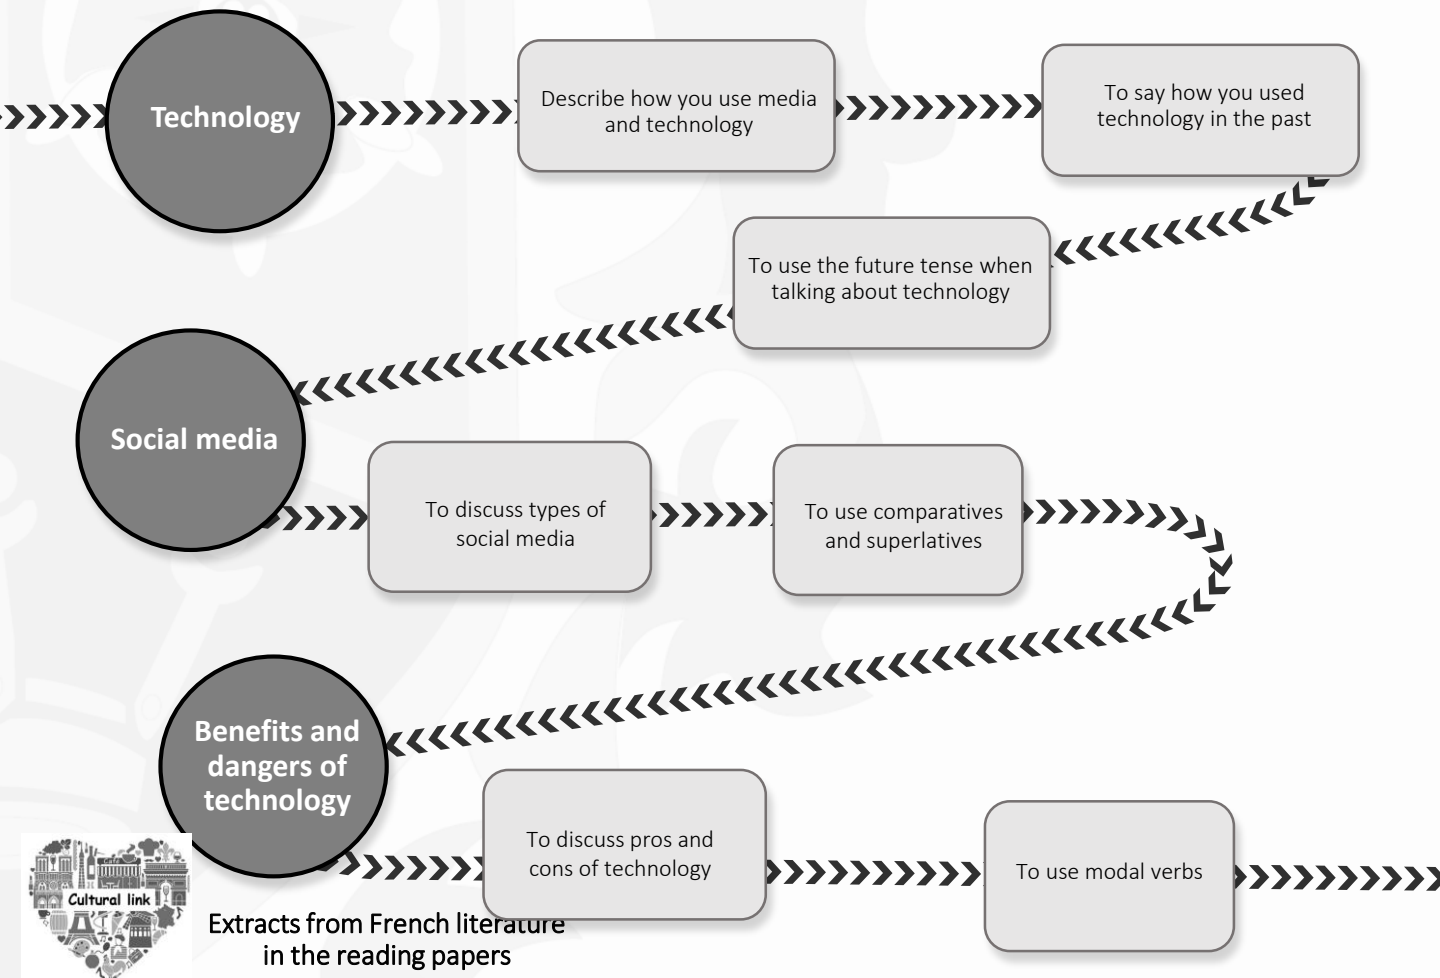 Technology
Describe how you use media
and technology
To say how you used
technology in the past
To use the future tense when
talking about technology
Social media
To discuss types of
social media
To use comparatives
and superlatives
Benefits and
dangers of
technology
To discuss pros and
cons of technology
To use modal verbs
Cultural link
Extracts from French literature
in the reading papers